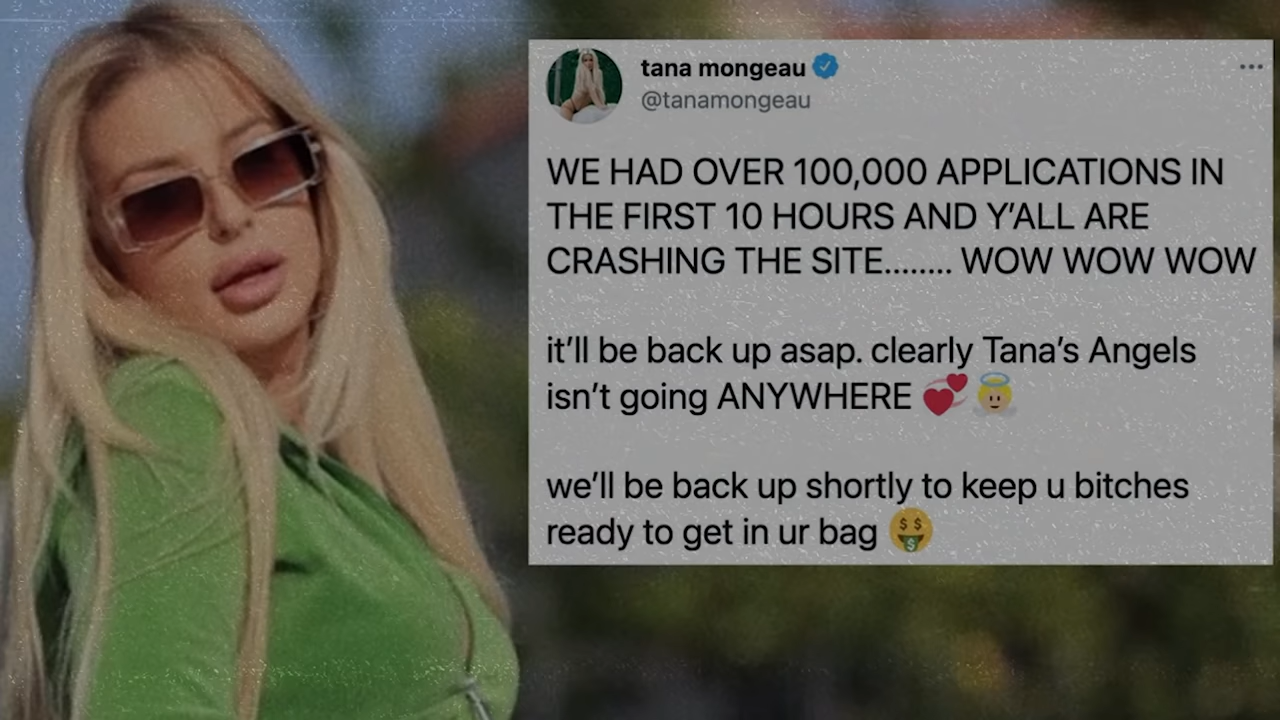 tana mongeau
@tanamongeau
WE HAD OVER 100,000 APPLICATIONS IN
THE FIRST 10 HOURS AND Y'ALL ARE
CRASHING THE SITE........ WOW WOW WOW
it'll be back up asap. clearly Tana's Angels
isn't going ANYWHERE 💞👼🏼
we'll be back up shortly to keep u bitches
ready to get in ur bag 🤑